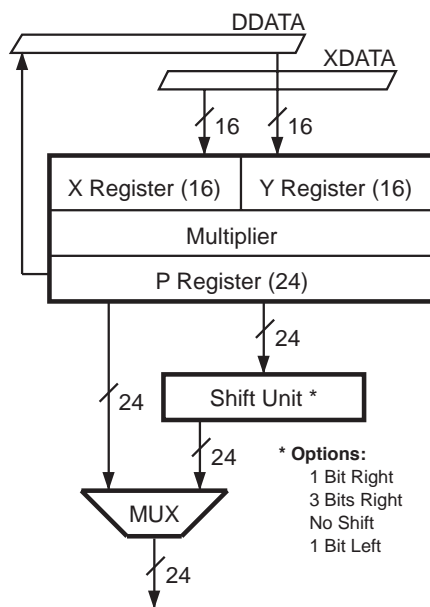 DDATA
XDATA
16 16
X Register (16) Y Register (16)
Multiplier
P Register (24)
24
24 Shift Unit *
24
* Options:
1 Bit Right
3 Bits Right
No Shift
1 Bit Left
MUX
24